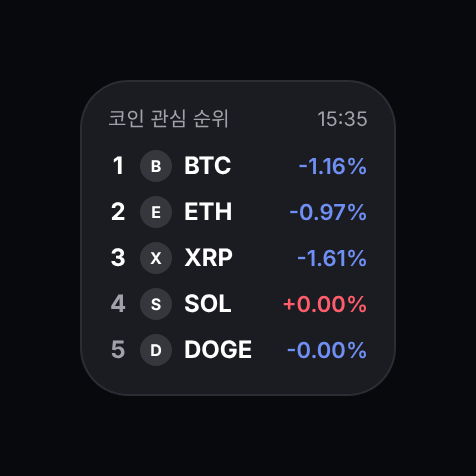 코인 관심 순위 15:35
1 B BTC -1.16%
2 E ETH -0.97%
3 X XRP -1.61%
4 S SOL +0.00%
5 D DOGE -0.00%